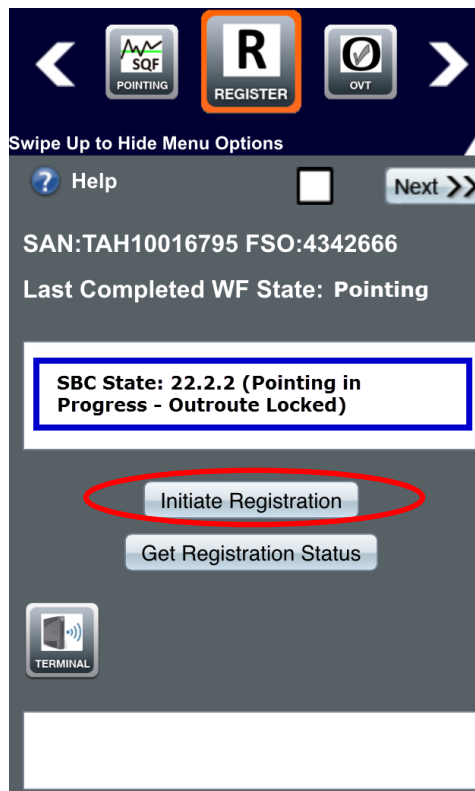 SQF
POINTING
R
REGISTER
OVT
Swipe Up to Hide Menu Options
? Help
Next >>
SAN:TAH10016795 FSO:4342666
Last Completed WF State: Pointing
SBC State: 22.2.2 (Pointing in
Progress - Outroute Locked)
Initiate Registration
Get Registration Status
TERMINAL